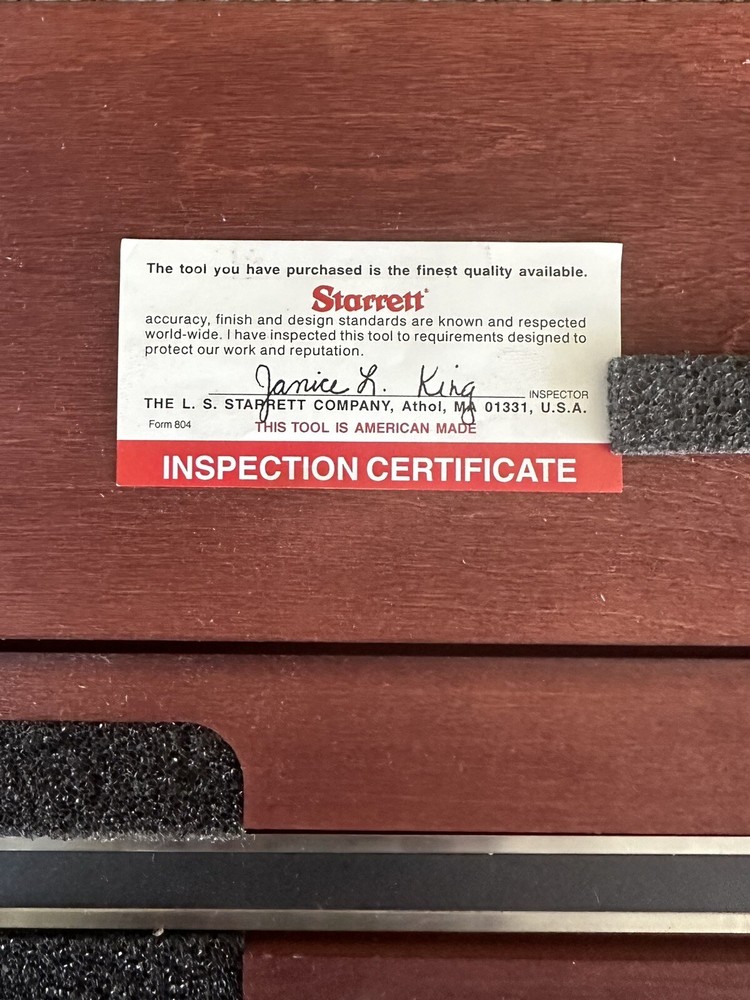 The tool you have purchased is the finest quality available.
Starrett
accuracy, finish and design standards are known and respected
world-wide. I have inspected this tool to requirements designed to
protect our work and reputation.
Janice L. King INSPECTOR
THE L. S. STARRETT COMPANY, Athol, MA 01331, U.S.A.
Form 804 THIS TOOL IS AMERICAN MADE
INSPECTION CERTIFICATE